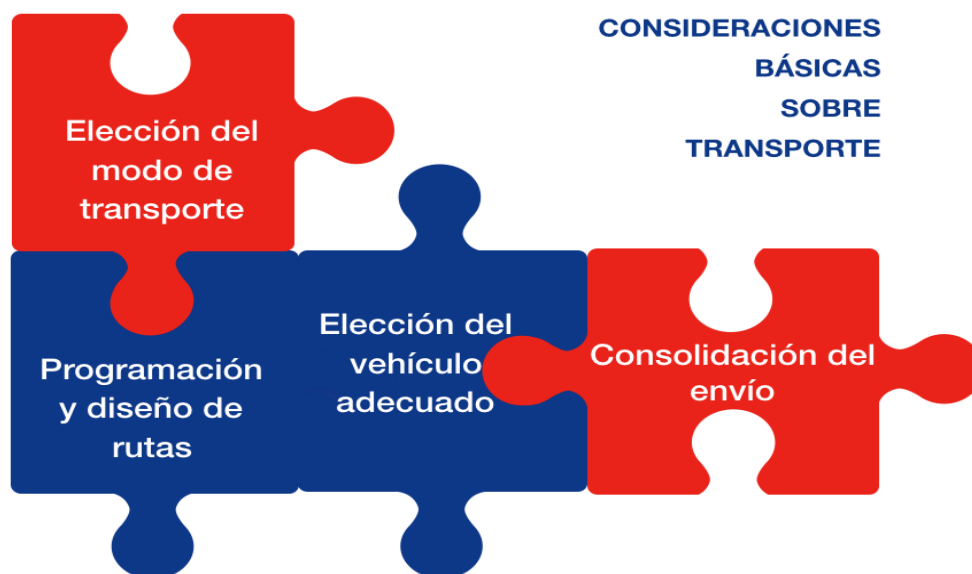 CONSIDERACIONES
BÁSICAS
SOBRE
TRANSPORTE
Elección del
modo de
transporte
Programación
y diseño de
rutas
Elección del
vehículo
adecuado
Consolidación del
envío